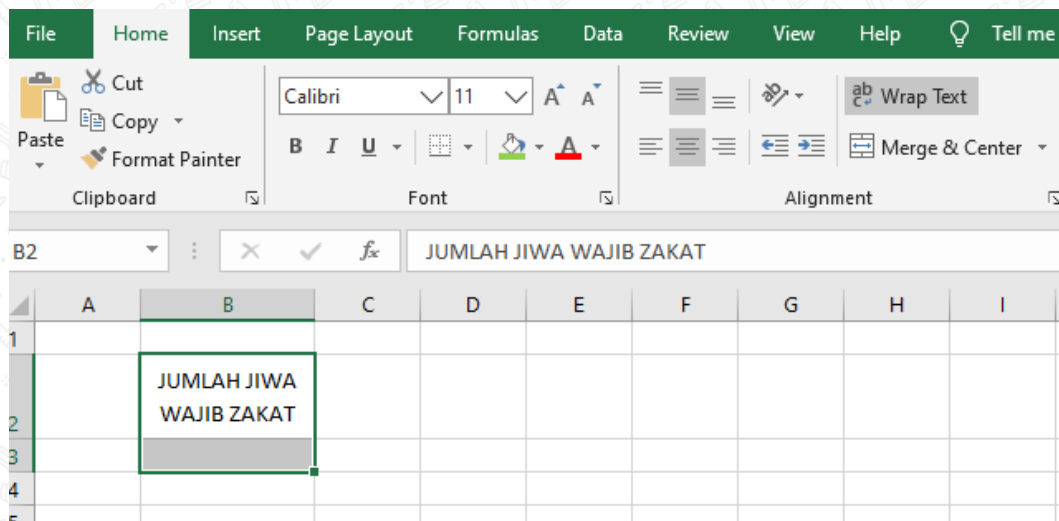 File Home Insert Page Layout Formulas Data Review View Help Tell me
Cut
Copy
Format Painter
Paste
Calibri 11 A A
B I U A
ab Wrap Text
Merge & Center
Clipboard Font Alignment
B2 fx JUMLAH JIWA WAJIB ZAKAT
A B C D E F G H I
1
2 JUMLAH JIWA
WAJIB ZAKAT
3
4
5